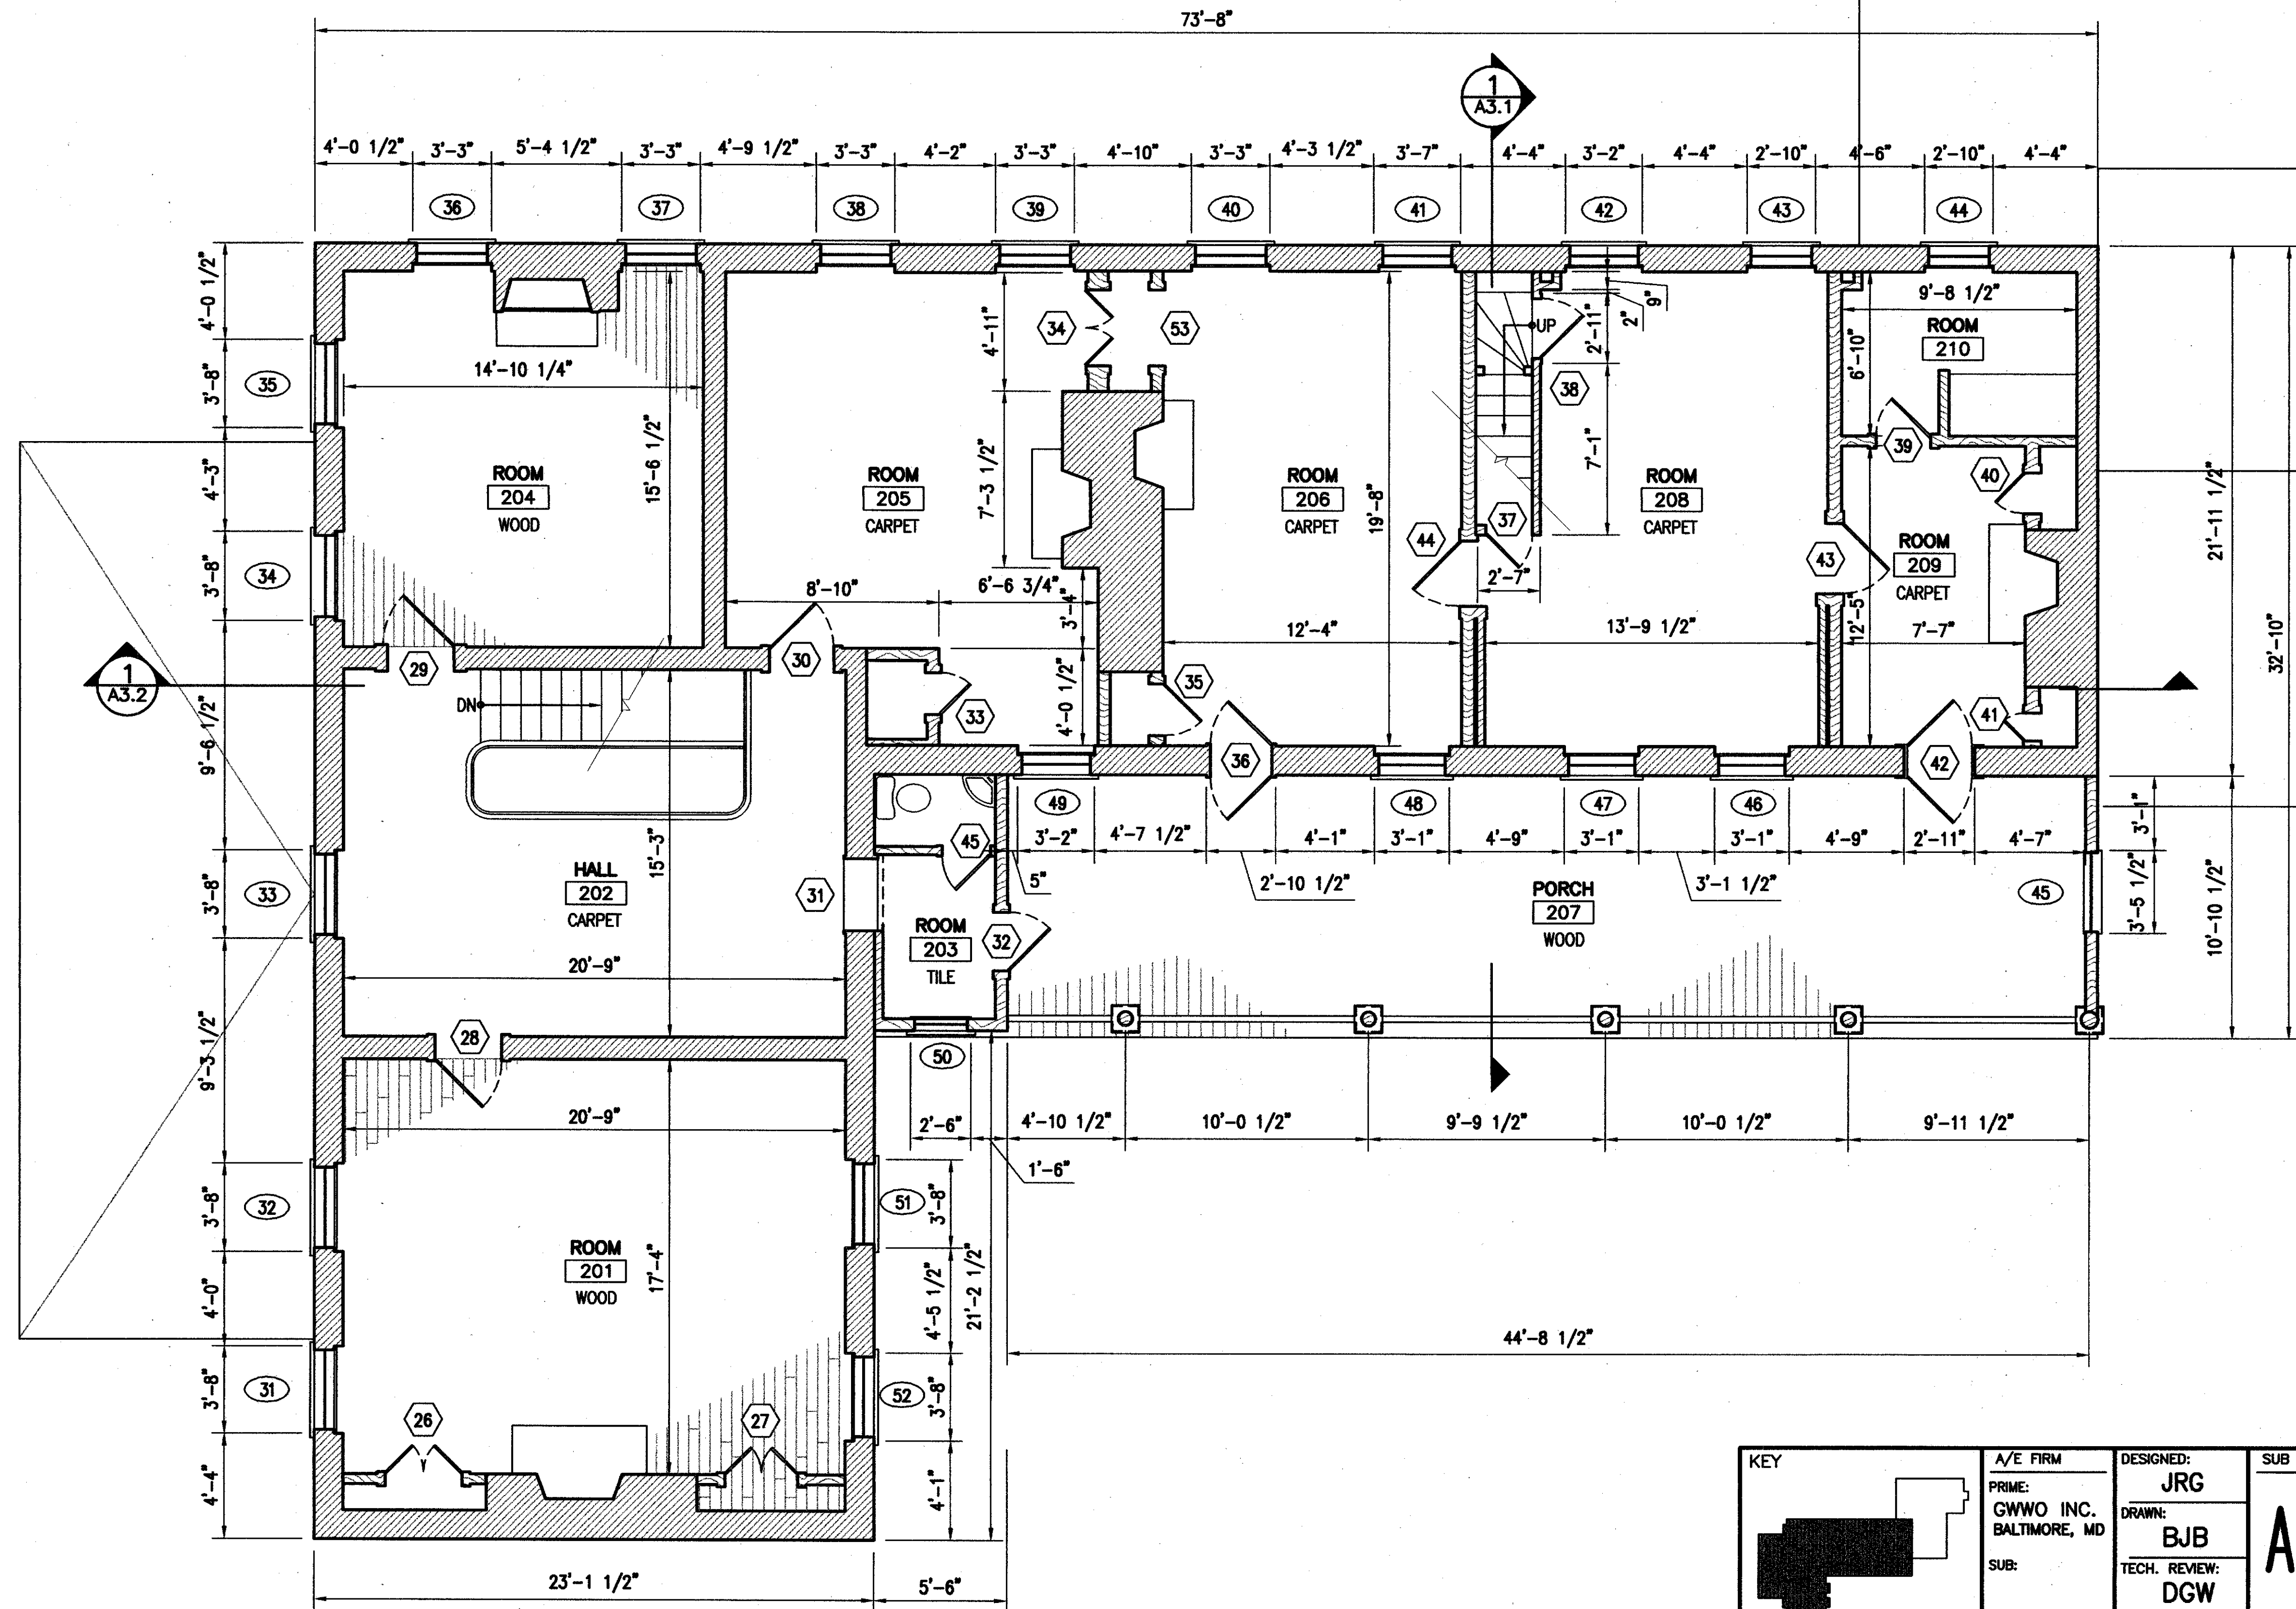 73'-8"
1
A3.1
4'-0 1/2" 3'-3" 5'-4 1/2" 3'-3" 4'-9 1/2" 3'-3" 4'-2" 3'-3" 4'-10" 3'-3" 4'-3 1/2" 3'-7" 4'-4" 3'-2" 4'-4" 2'-10" 4'-6" 2'-10" 4'-4"
36 37 38 39 40 41 42 43 44
4'-0 1/2"
35
3'-8"
4'-3"
34
3'-8"
9'-6 1/2"
33
3'-8"
9'-3 1/2"
32
3'-8"
4'-0"
31
3'-8"
4'-4"
1
A3.2
14'-10 1/4"
15'-6 1/2"
ROOM
204
WOOD
29
30
DN
HALL
202
CARPET
15'-3"
20'-9"
31
28
20'-9"
ROOM
201
WOOD
17'-4"
26
27
4'-11"
34
53
7'-3 1/2"
ROOM
205
CARPET
8'-10"
6'-6 3/4"
3'-4"
4'-0 1/2"
33
35
36
ROOM
206
CARPET
19'-8"
12'-4"
44
37
2'-7"
UP
38
9"
2"
2'-11"
7'-1"
ROOM
208
CARPET
13'-9 1/2"
43
9'-8 1/2"
ROOM
210
6'-10"
39
40
ROOM
209
CARPET
12'-5"
7'-7"
41
42
21'-11 1/2"
32'-10"
10'-10 1/2"
3'-1"
3'-5 1/2"
45
45
ROOM
203
TILE
32
5"
49 48 47 46
3'-2" 4'-7 1/2" 4'-1" 3'-1" 4'-9" 3'-1" 3'-1" 4'-9" 2'-11" 4'-7"
2'-10 1/2" 3'-1 1/2"
PORCH
207
WOOD
50
2'-6" 4'-10 1/2" 10'-0 1/2" 9'-9 1/2" 10'-0 1/2" 9'-11 1/2"
1'-6"
51
3'-8"
4'-5 1/2"
21'-2 1/2"
52
3'-8"
4'-1"
44'-8 1/2"
23'-1 1/2" 5'-6"
KEY
A/E FIRM
PRIME:
GWWO INC.
BALTIMORE, MD
SUB:
DESIGNED:
JRG
DRAWN:
BJB
TECH. REVIEW:
DGW
SUB
A